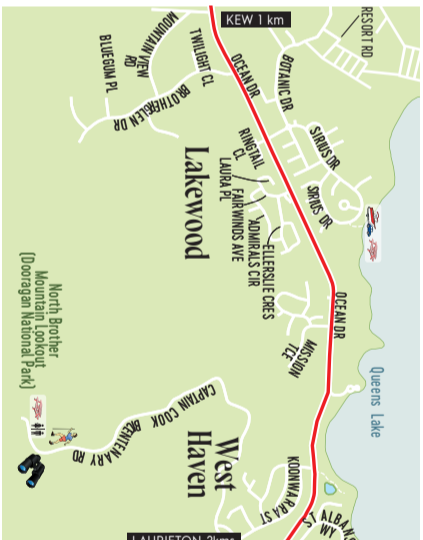 KEW 1 km
RESORT RD
MOUNTAIN VIEW
RD
BLUEGUM PL
TWILIGHT CL
BROTHERGLEN DR
OCEAN DR
BOTANIC DR
SIRIUS DR
SIRIUS DR
RINGTAIL
CL
LAURA PL
FAIRWINDS AVE
ADMIRALS CIR
ELLERSLIE CRES
Lakewood
OCEAN DR
MISSION
TCE
Queens Lake
North Brother
Mountain Lookout
(Dooragan National Park)
CAPTAIN COOK BICENTENARY RD
West
Haven
KOONWARRA ST
ST ALBANS
WY
LAURIETON 2kms